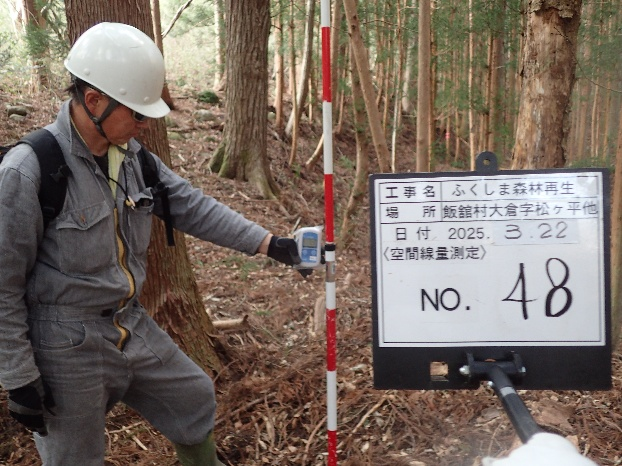 工事名 ふくしま森林再生
場所 飯舘村大倉字松ヶ平他
日付 2025. 3. 22
〈空間線量測定〉
NO. 48